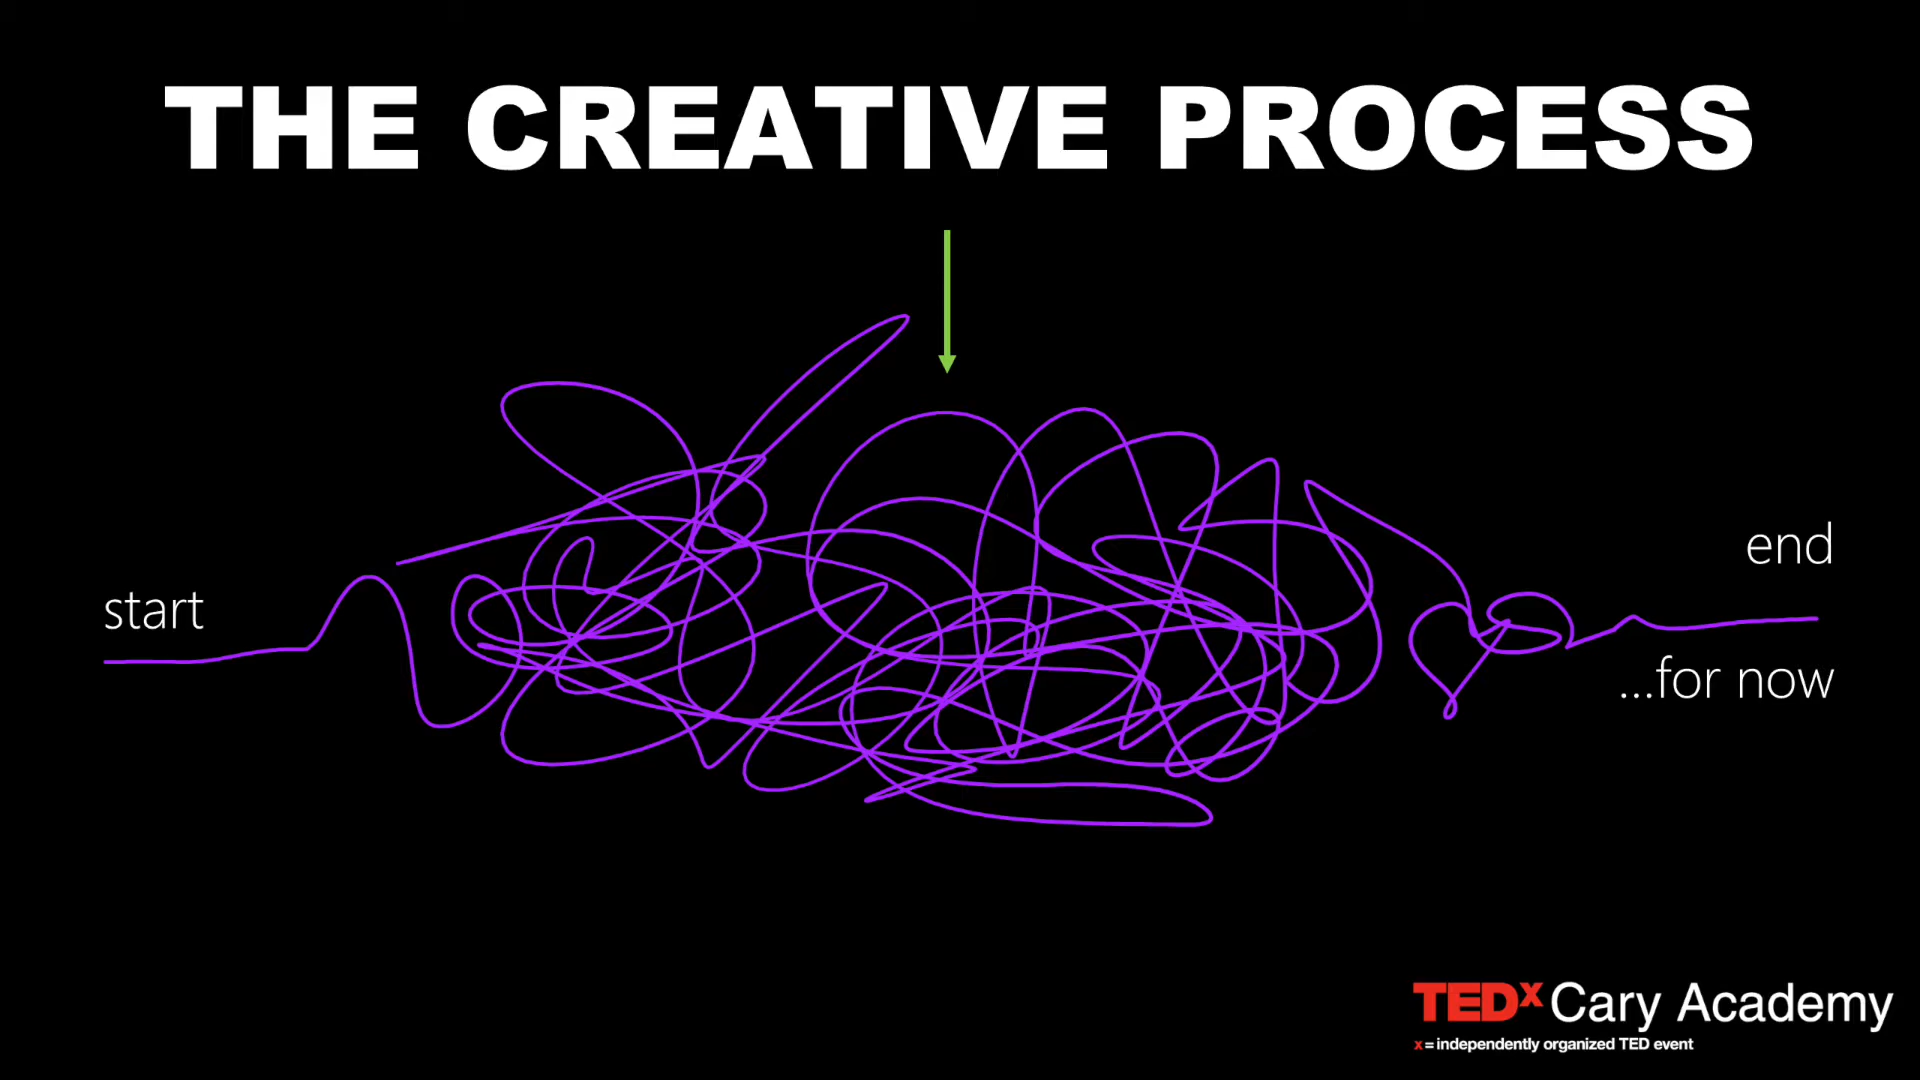 THE CREATIVE PROCESS
start
end
...for now
TEDx Cary Academy
x = independently organized TED event